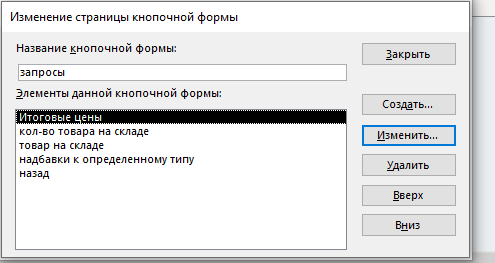 Изменение страницы кнопочной формы
Название кнопочной формы:
Закрыть
запросы
Элементы данной кнопочной формы:
Создать...
Итоговые цены
кол-во товара на складе
Изменить...
товар на складе
надбавки к определенному типу
Удалить
назад
Вверх
Вниз